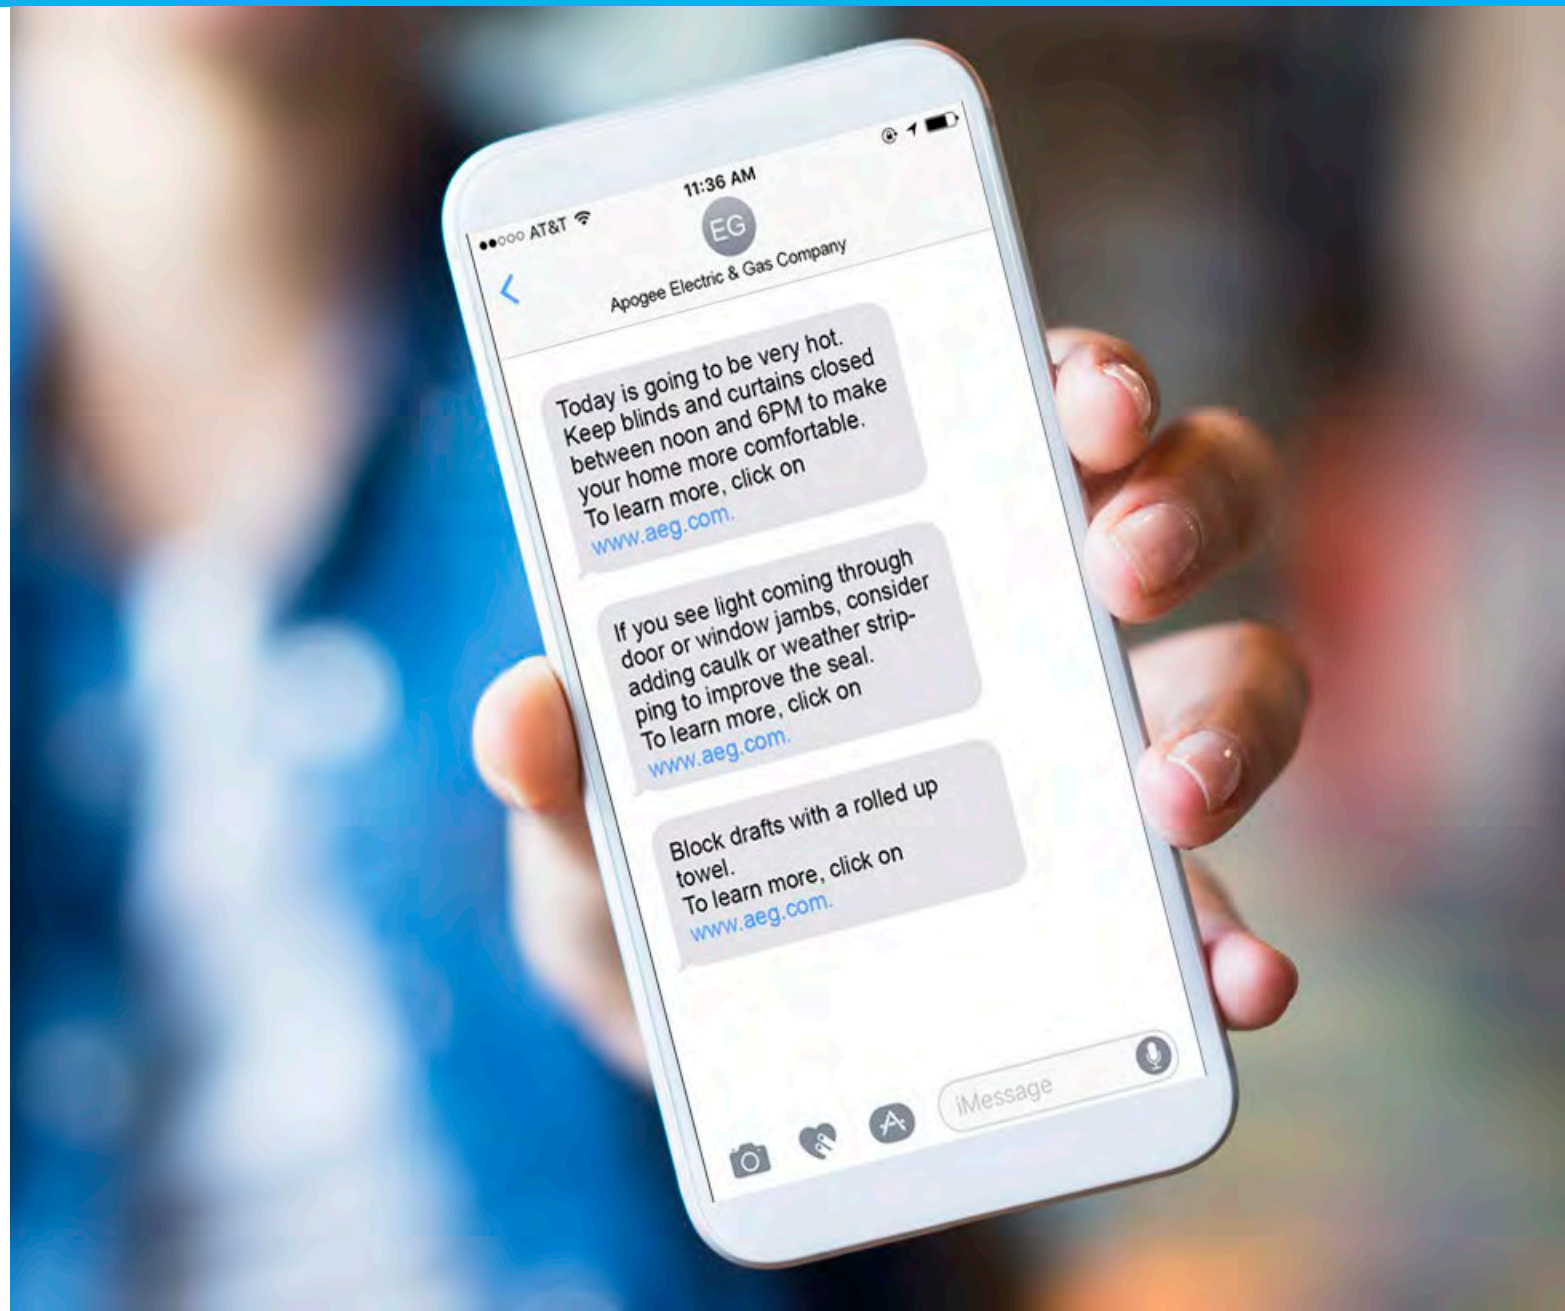 ●●○○○ AT&T 11:36 AM
EG
Apogee Electric & Gas Company
Today is going to be very hot.
Keep blinds and curtains closed
between noon and 6PM to make
your home more comfortable.
To learn more, click on
www.aeg.com.
If you see light coming through
door or window jambs, consider
adding caulk or weather strip-
ping to improve the seal.
To learn more, click on
www.aeg.com.
Block drafts with a rolled up
towel.
To learn more, click on
www.aeg.com.
iMessage